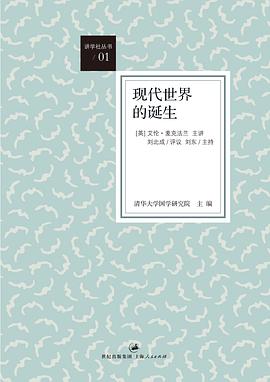 讲学社丛书
/ 01
现代世界
的诞生
[英] 艾伦·麦克法兰 主讲
刘北成/评议 刘东/主持
清华大学国学研究院 主 编
世纪出版集团 上海人民出版社